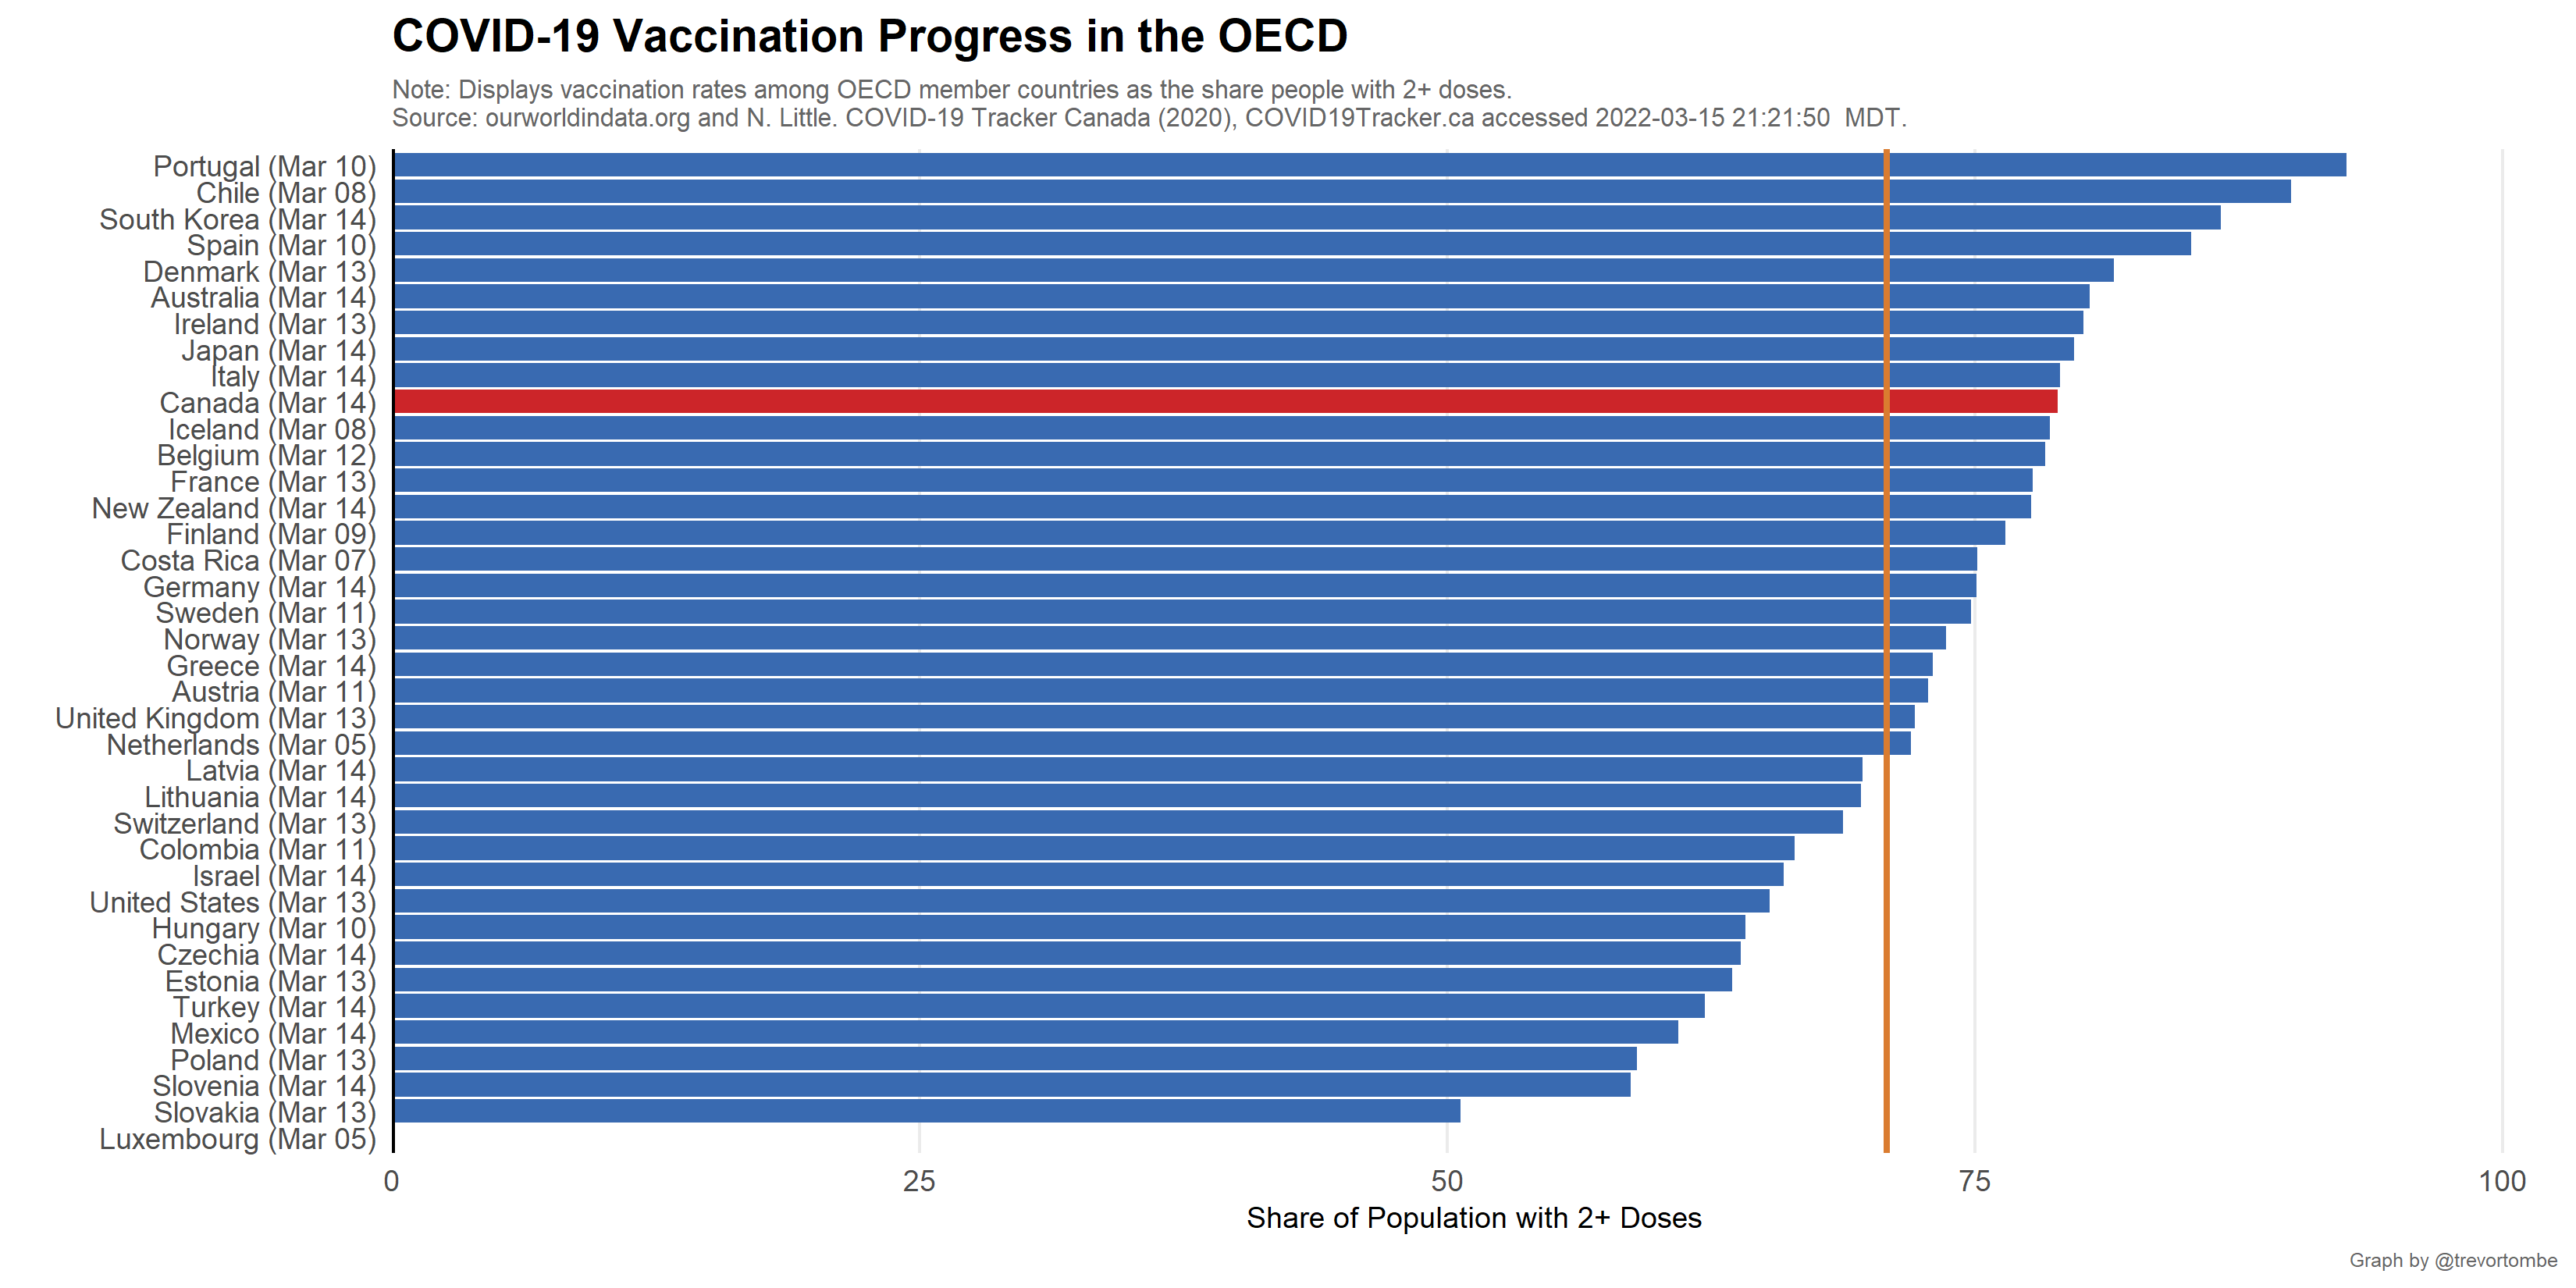 COVID-19 Vaccination Progress in the OECD
Note: Displays vaccination rates among OECD member countries as the share people with 2+ doses.
Source: ourworldindata.org and N. Little. COVID-19 Tracker Canada (2020), COVID19Tracker.ca accessed 2022-03-15 21:21:50  MDT.
Portugal (Mar 10)
Chile (Mar 08)
South Korea (Mar 14)
Spain (Mar 10)
Denmark (Mar 13)
Australia (Mar 14)
Ireland (Mar 13)
Japan (Mar 14)
Italy (Mar 14)
Canada (Mar 14)
Iceland (Mar 08)
Belgium (Mar 12)
France (Mar 13)
New Zealand (Mar 14)
Finland (Mar 09)
Costa Rica (Mar 07)
Germany (Mar 14)
Sweden (Mar 11)
Norway (Mar 13)
Greece (Mar 14)
Austria (Mar 11)
United Kingdom (Mar 13)
Netherlands (Mar 05)
Latvia (Mar 14)
Lithuania (Mar 14)
Switzerland (Mar 13)
Colombia (Mar 11)
Israel (Mar 14)
United States (Mar 13)
Hungary (Mar 10)
Czechia (Mar 14)
Estonia (Mar 13)
Turkey (Mar 14)
Mexico (Mar 14)
Poland (Mar 13)
Slovenia (Mar 14)
Slovakia (Mar 13)
Luxembourg (Mar 05)
0 25 50 75 100
Share of Population with 2+ Doses
Graph by @trevortombe